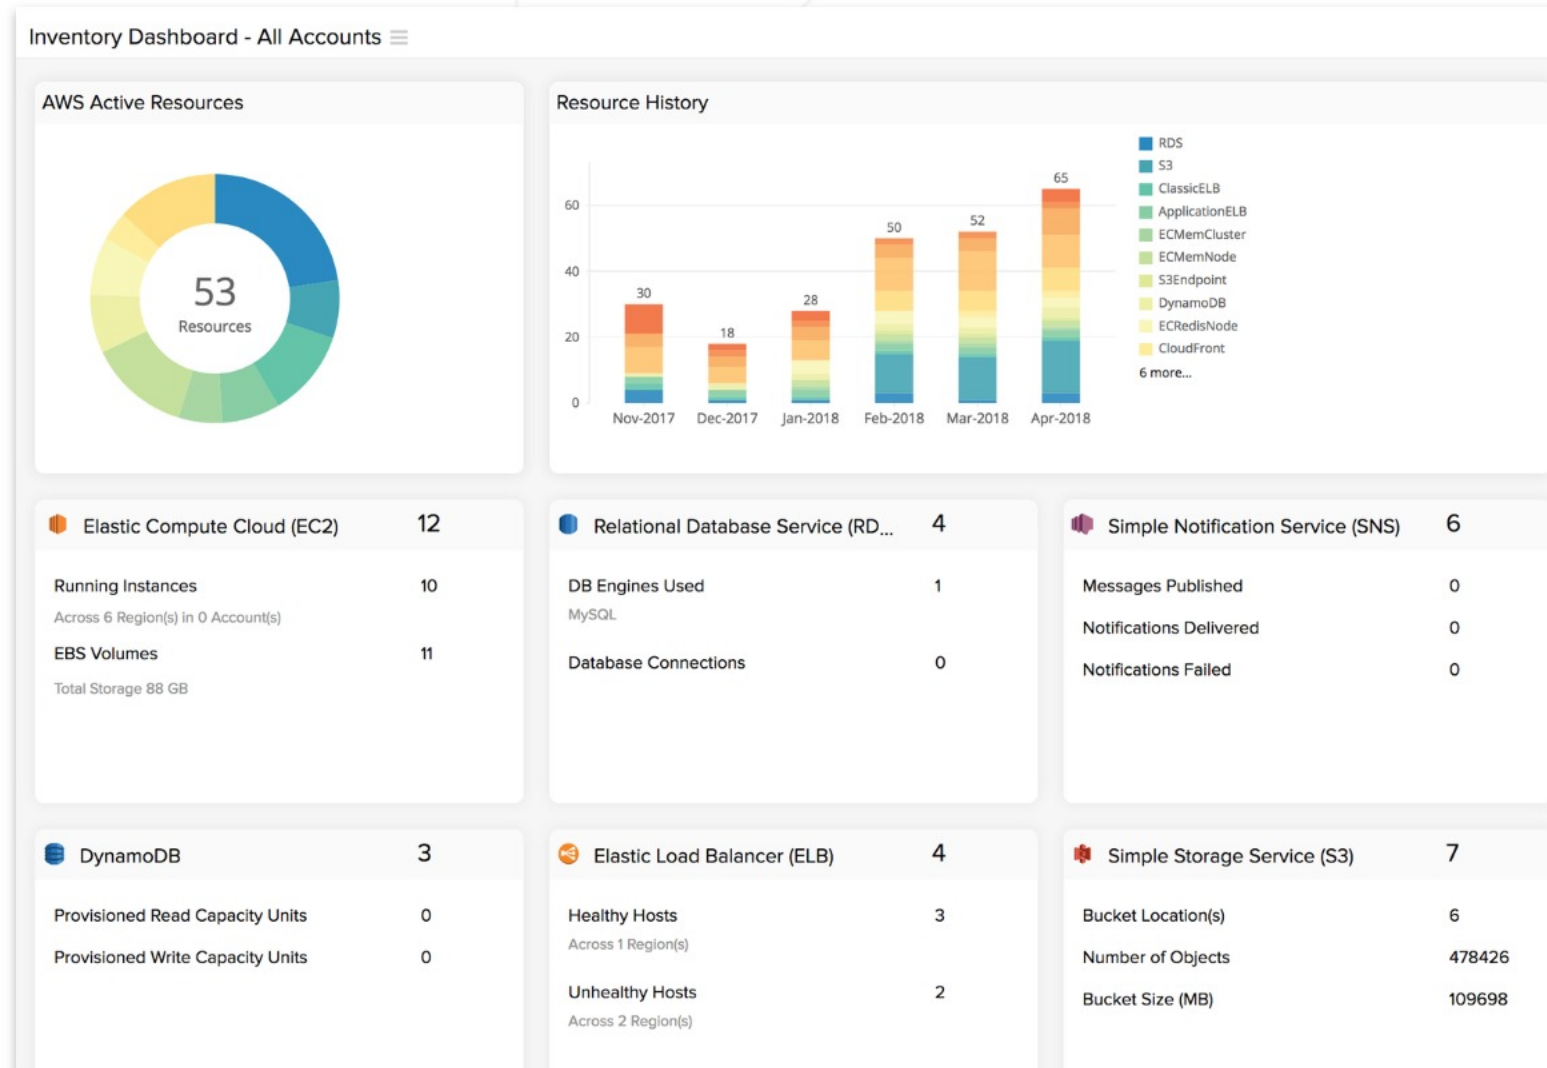 Inventory Dashboard - All Accounts
AWS Active Resources
53
Resources
Resource History
60
40
20
0
30
18
28
50
52
65
Nov-2017
Dec-2017
Jan-2018
Feb-2018
Mar-2018
Apr-2018
RDS
S3
ClassicELB
ApplicationELB
ECMemCluster
ECMemNode
S3Endpoint
DynamoDB
ECRedisNode
CloudFront
6 more...
Elastic Compute Cloud (EC2) 12
Running Instances 10
Across 6 Region(s) in 0 Account(s)
EBS Volumes 11
Total Storage 88 GB
Relational Database Service (RD... 4
DB Engines Used 1
MySQL
Database Connections 0
Simple Notification Service (SNS) 6
Messages Published 0
Notifications Delivered 0
Notifications Failed 0
DynamoDB 3
Provisioned Read Capacity Units 0
Provisioned Write Capacity Units 0
Elastic Load Balancer (ELB) 4
Healthy Hosts 3
Across 1 Region(s)
Unhealthy Hosts 2
Across 2 Region(s)
Simple Storage Service (S3) 7
Bucket Location(s) 6
Number of Objects 478426
Bucket Size (MB) 109698